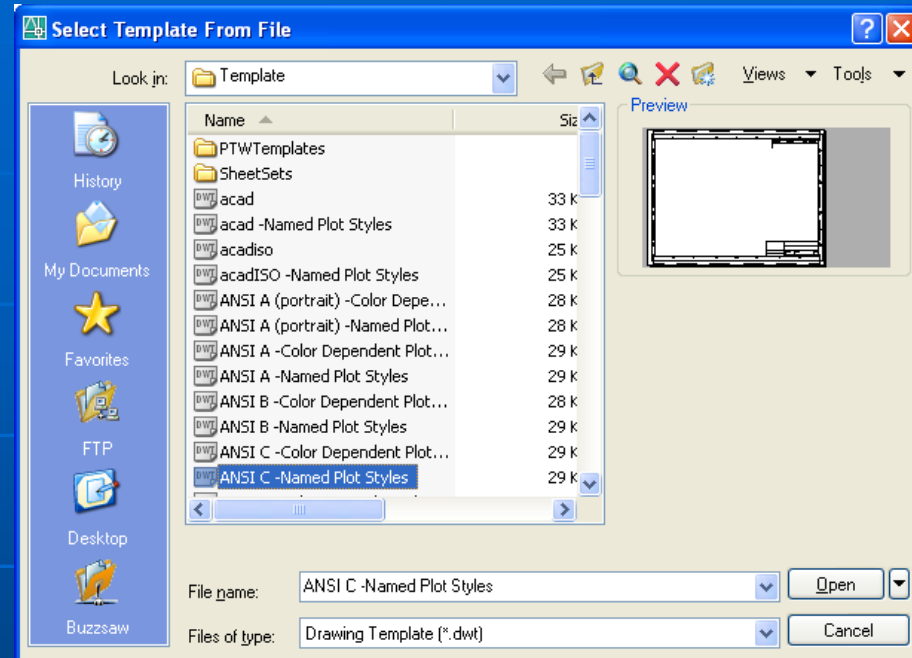 Select Template From File
Look in: Template Views Tools
Name Siz
PTWTemplates
SheetSets
acad 33 K
acad -Named Plot Styles 33 K
acadiso 25 K
acadISO -Named Plot Styles 25 K
ANSI A (portrait) -Color Depe... 28 K
ANSI A (portrait) -Named Plot... 28 K
ANSI A -Color Dependent Plot... 29 K
ANSI A -Named Plot Styles 29 K
ANSI B -Color Dependent Plot... 28 K
ANSI B -Named Plot Styles 29 K
ANSI C -Color Dependent Plot... 29 K
ANSI C -Named Plot Styles 29 K
Preview
History
My Documents
Favorites
FTP
Desktop
Buzzsaw
File name: ANSI C -Named Plot Styles Open
Files of type: Drawing Template (*.dwt) Cancel